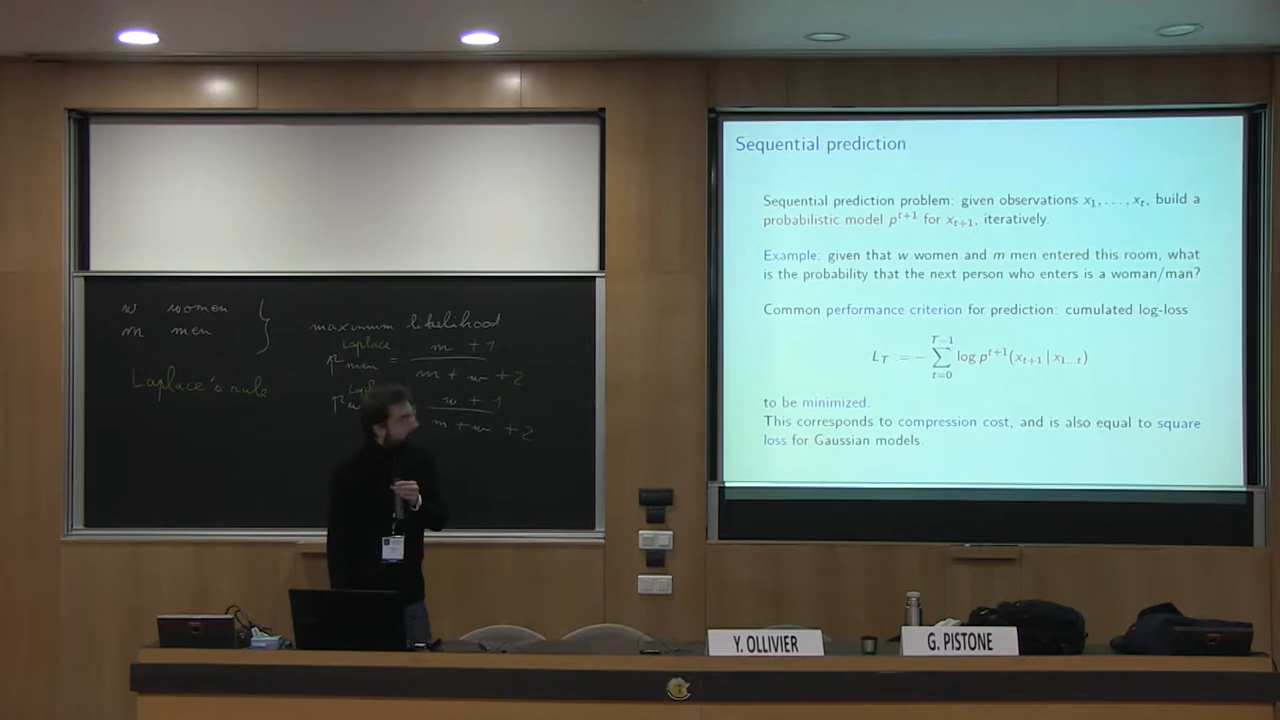 w women
m men
Laplace's rule
maximum likelihood
Laplace
p men = m + 1
m + w + 2
w + 1
m + w + 2
Sequential prediction
Sequential prediction problem: given observations x₁, . . . , xₜ, build a
probabilistic model pᵗ⁺¹ for xₜ₊₁, iteratively.
Example: given that w women and m men entered this room, what
is the probability that the next person who enters is a woman/man?
Common performance criterion for prediction: cumulated log-loss
L_T := − ∑_{t=0}^{T−1} log pᵗ⁺¹(xₜ₊₁ | x₁...ₜ)
to be minimized.
This corresponds to compression cost, and is also equal to square
loss for Gaussian models.
Y. OLLIVIER
G. PISTONE